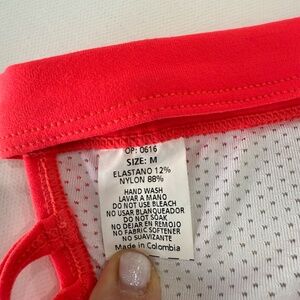 OP: 0616
SIZE: M
ELASTANO 12%
NYLON 88%
HAND WASH
LAVAR A MANO
DO NOT USE BLEACH
NO USAR BLANQUEADOR
DO NOT SOAK
NO DEJAR EN REMOJO
NO FABRIC SOFTENER
NO SUAVIZANTE
Made in Colombia